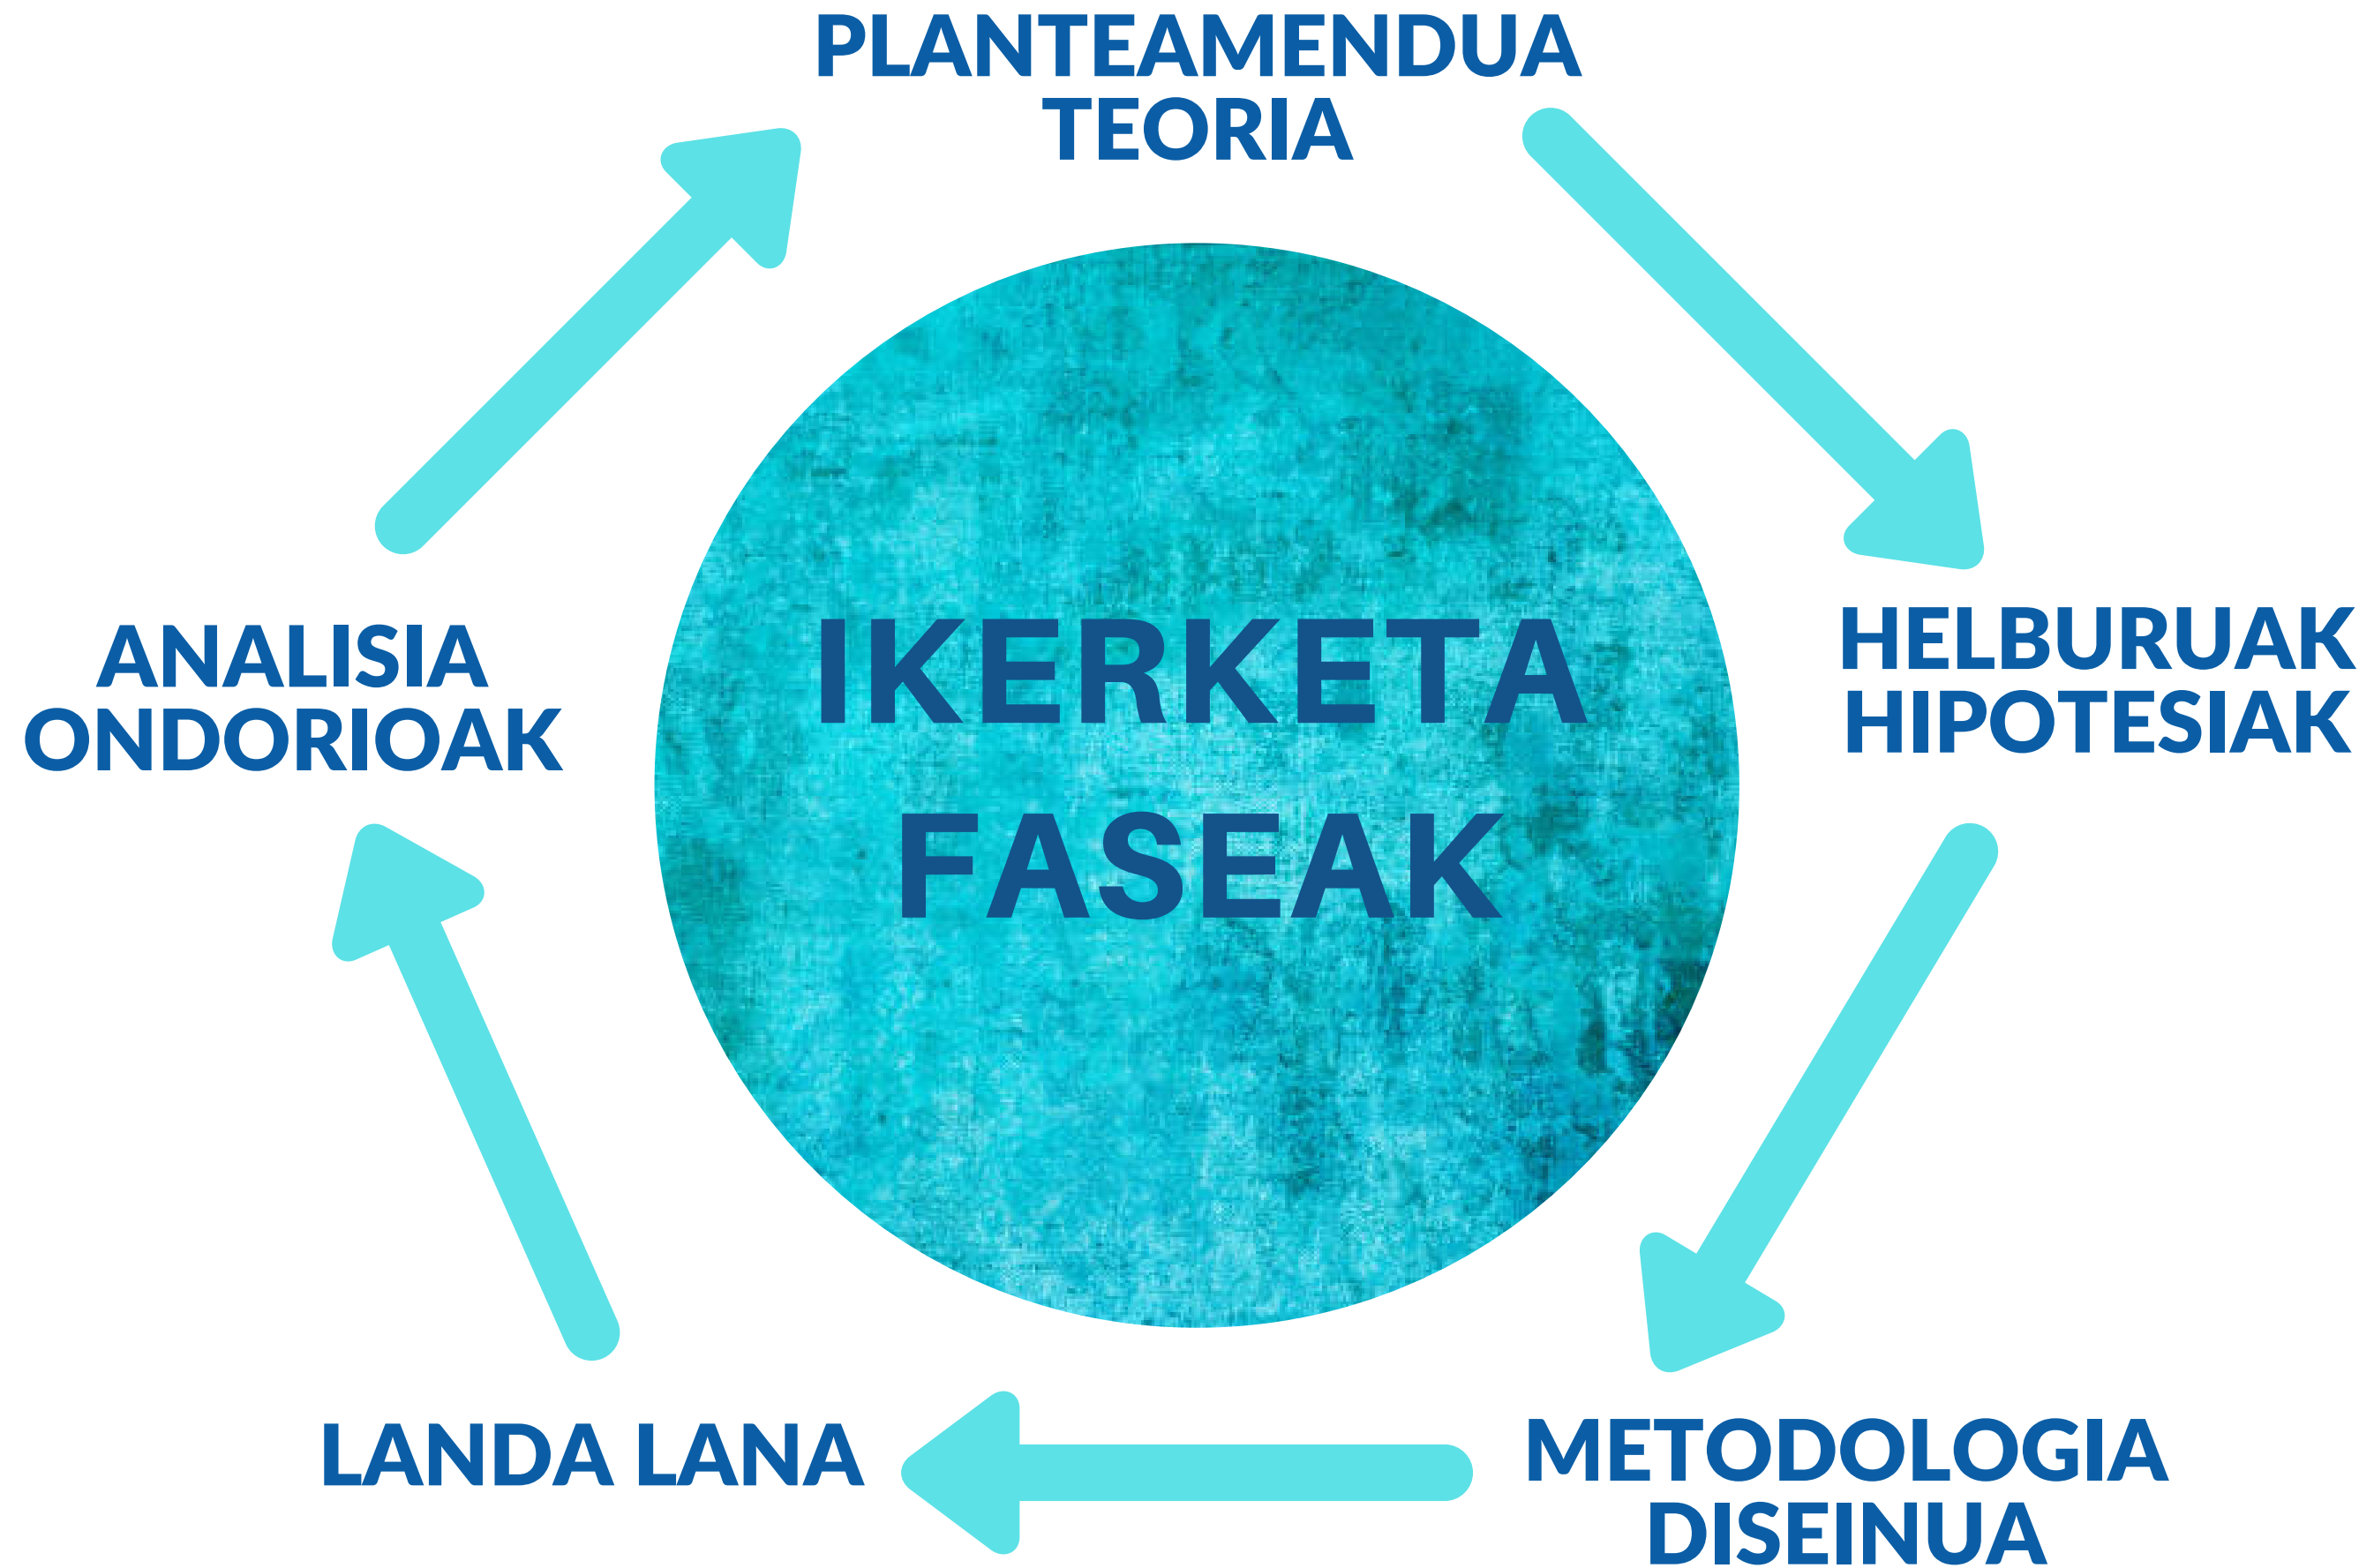 PLANTEAMENDUA
TEORIA
HELBURUAK
HIPOTESIAK
METODOLOGIA
DISEINUA
LANDA LANA
ANALISIA
ONDORIOAK
IKERKETA
FASEAK